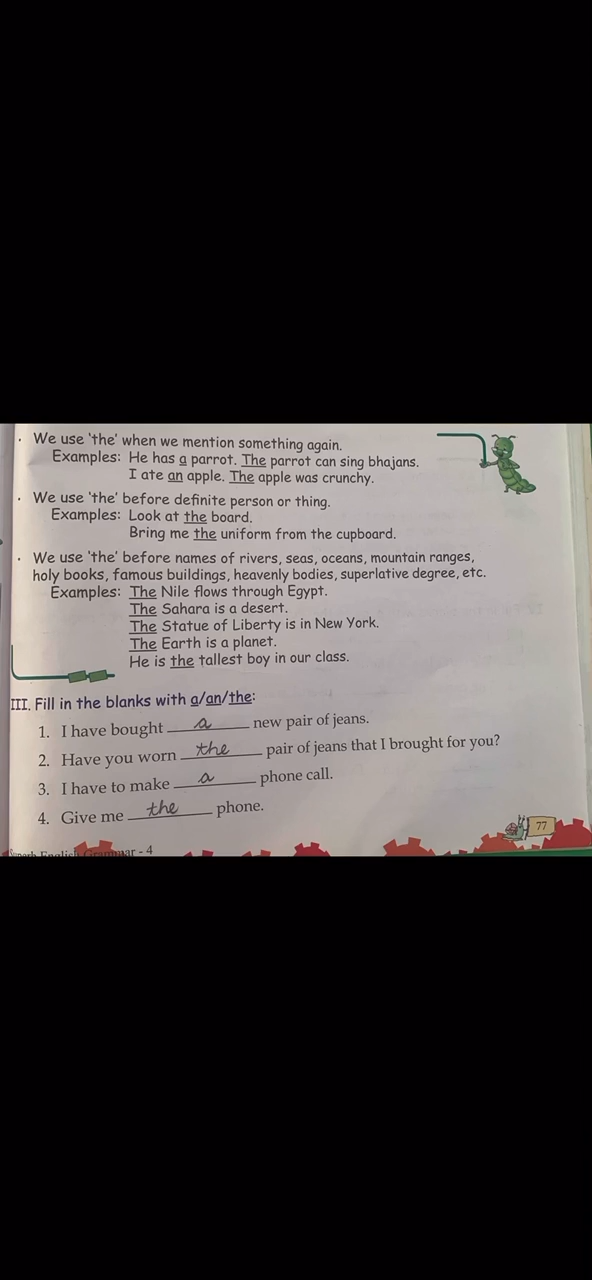 · We use 'the' when we mention something again.
Examples: He has a parrot. The parrot can sing bhajans.
I ate an apple. The apple was crunchy.
· We use 'the' before definite person or thing.
Examples: Look at the board.
Bring me the uniform from the cupboard.
· We use 'the' before names of rivers, seas, oceans, mountain ranges,
holy books, famous buildings, heavenly bodies, superlative degree, etc.
Examples: The Nile flows through Egypt.
The Sahara is a desert.
The Statue of Liberty is in New York.
The Earth is a planet.
He is the tallest boy in our class.
III. Fill in the blanks with a/an/the:
1. I have bought a new pair of jeans.
2. Have you worn the pair of jeans that I brought for you?
3. I have to make a phone call.
4. Give me the phone.
77
English Grammar - 4